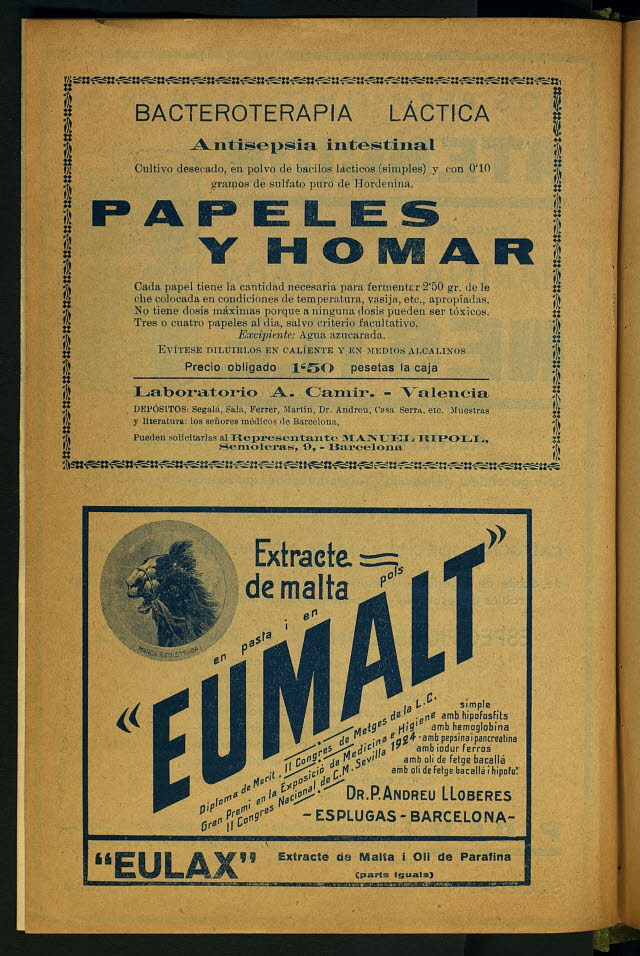 BACTEROTERAPIA LÁCTICA
Antisepsia intestinal
Cultivo desecado, en polvo de bacilos lácticos (simples) y con 0'10
gramos de sulfato puro de Hordenina.
PAPELES
Y HOMAR
Cada papel tiene la cantidad necesaria para fermentar 2'50 gr. de le
che colocada en condiciones de temperatura, vasija, etc., apropiadas.
No tiene dosis máximas porque a ninguna dosis pueden ser tóxicos.
Tres o cuatro papeles al día, salvo criterio facultativo.
Excipiente: Agua azucarada.
EVÍTESE DILUIRLOS EN CALIENTE Y EN MEDIOS ALCALINOS
Precio obligado 1'50 pesetas la caja
Laboratorio A. Camir. - Valencia
DEPÓSITOS: Segalá, Sala, Ferrer, Martín, Dr. Andreu, Casa Serra, etc. Muestras
y literatura: los señores médicos de Barcelona,
Pueden solicitarlas al Representante MANUEL RIPOLL,
Semoleras, 9, - Barcelona
MARCA REGISTRADA
Extracte
de malta
en pasta i en pols
“EUMALT”
Diploma de Merit, II Congres de Metges de la L.C.
Gran Premi en la Exposició de Medicina e Higiene
II Congres Nacional de C.M. Sevilla 1924.
simple
amb hipofosfits
amb hemoglobina
amb pepsina i pancreatina
amb iodur ferros
amb oli de fetge bacallá
amb oli de fetge bacallá i hipofo.
DR. P. ANDREU LLOBERES
- ESPLUGAS - BARCELONA -
“EULAX” Extracte de Malta i Oli de Parafina
(parts iguals)